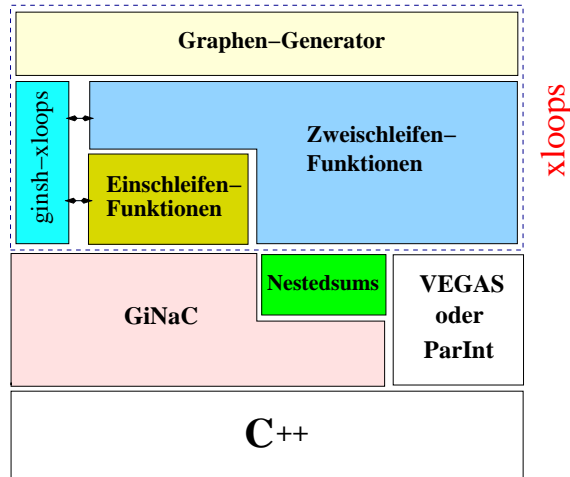 Graphen–Generator
ginsh–xloops
Zweischleifen–
Funktionen
Einschleifen–
Funktionen
xloops
GiNaC
Nestedsums
VEGAS
oder
ParInt
C++